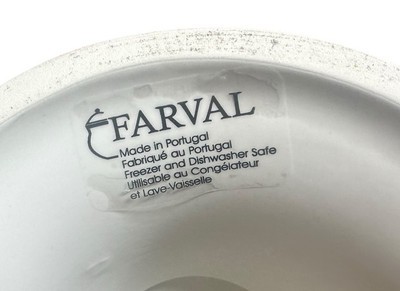 FARVAL
Made in Portugal
Fabriqué au Portugal
Freezer and Dishwasher Safe
Utilisable au Congélateur
et Lave Vaisselle